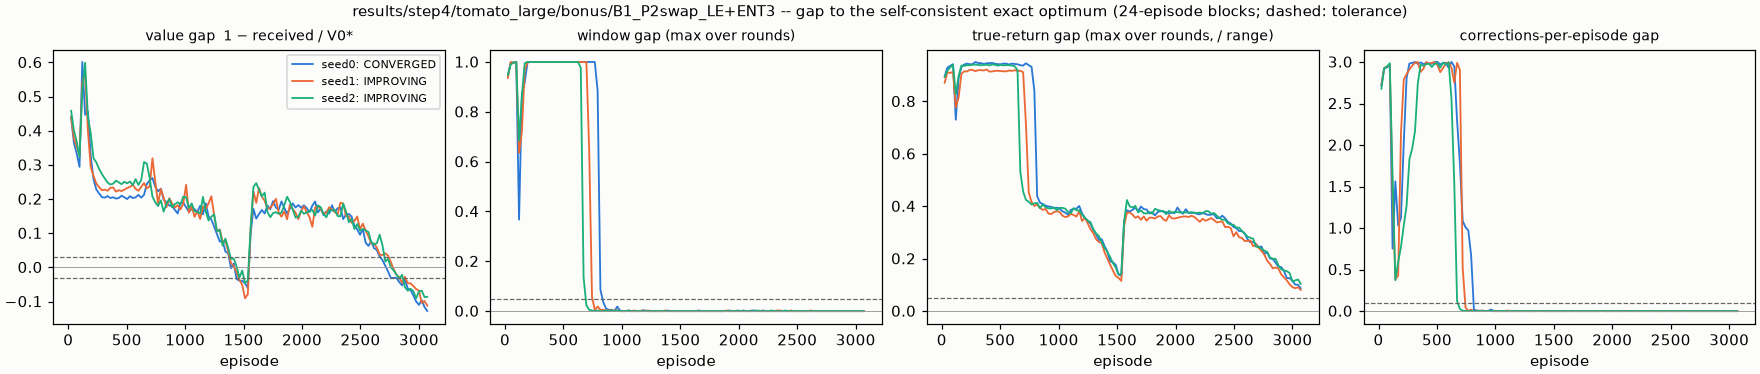 results/step4/tomato_large/bonus/B1_P2swap_LE+ENT3 -- gap to the self-consistent exact optimum (24-episode blocks; dashed: tolerance)
value gap 1 − received / V0*
0.6
0.5
0.4
0.3
0.2
0.1
0.0
−0.1
seed0: CONVERGED
seed1: IMPROVING
seed2: IMPROVING
0 500 1000 1500 2000 2500 3000
episode
window gap (max over rounds)
1.0
0.8
0.6
0.4
0.2
0.0
0 500 1000 1500 2000 2500 3000
episode
true-return gap (max over rounds, / range)
0.8
0.6
0.4
0.2
0.0
0 500 1000 1500 2000 2500 3000
episode
corrections-per-episode gap
3.0
2.5
2.0
1.5
1.0
0.5
0.0
0 500 1000 1500 2000 2500 3000
episode